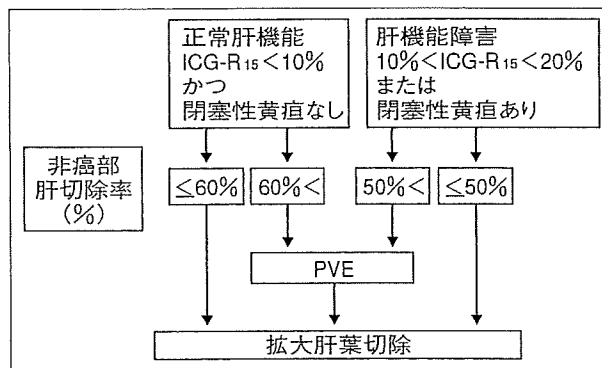 正常肝機能
ICG-R15<10%
かつ
閉塞性黄疸なし
肝機能障害
10%<ICG-R15<20%
または
閉塞性黄疸あり
非癌部
肝切除率
(%)
≤60%
60%<
50%<
≤50%
PVE
拡大肝葉切除